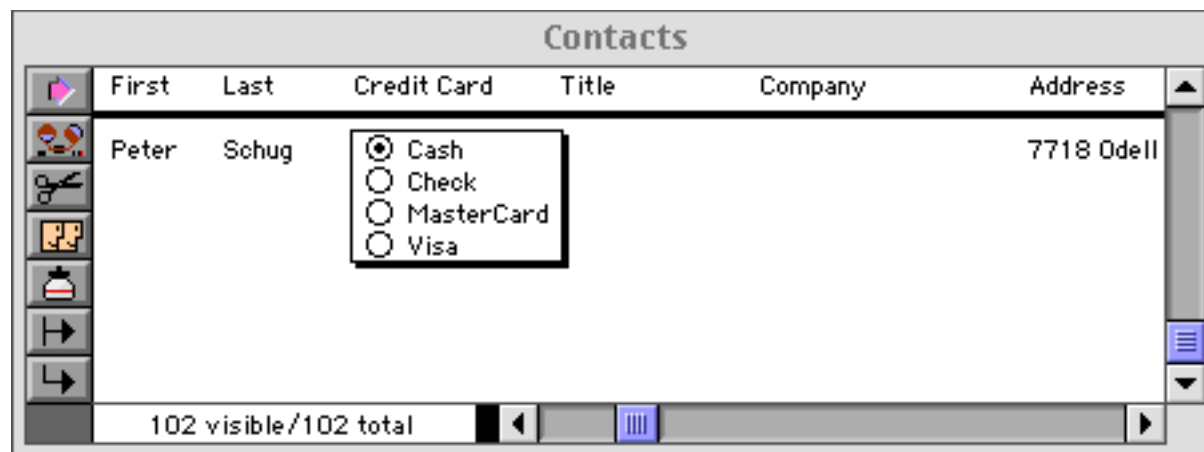 Contacts
First Last Credit Card Title Company Address
Peter Schug Cash 7718 Odell
Check
MasterCard
Visa
102 visible/102 total